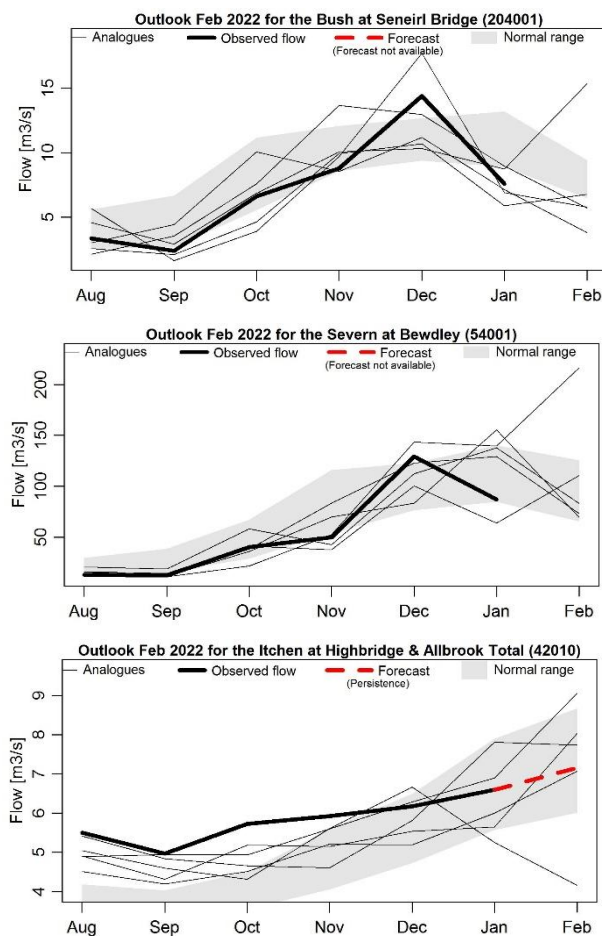 Outlook Feb 2022 for the Bush at Seneirl Bridge (204001)
Analogues Observed flow Forecast Normal range
(Forecast not available)
Flow [m3/s]
15
10
5
Aug Sep Oct Nov Dec Jan Feb
Outlook Feb 2022 for the Severn at Bewdley (54001)
Analogues Observed flow Forecast Normal range
(Forecast not available)
Flow [m3/s]
200
150
100
50
Aug Sep Oct Nov Dec Jan Feb
Outlook Feb 2022 for the Itchen at Highbridge & Allbrook Total (42010)
Analogues Observed flow Forecast Normal range
(Persistence)
Flow [m3/s]
9
8
7
6
5
4
Aug Sep Oct Nov Dec Jan Feb